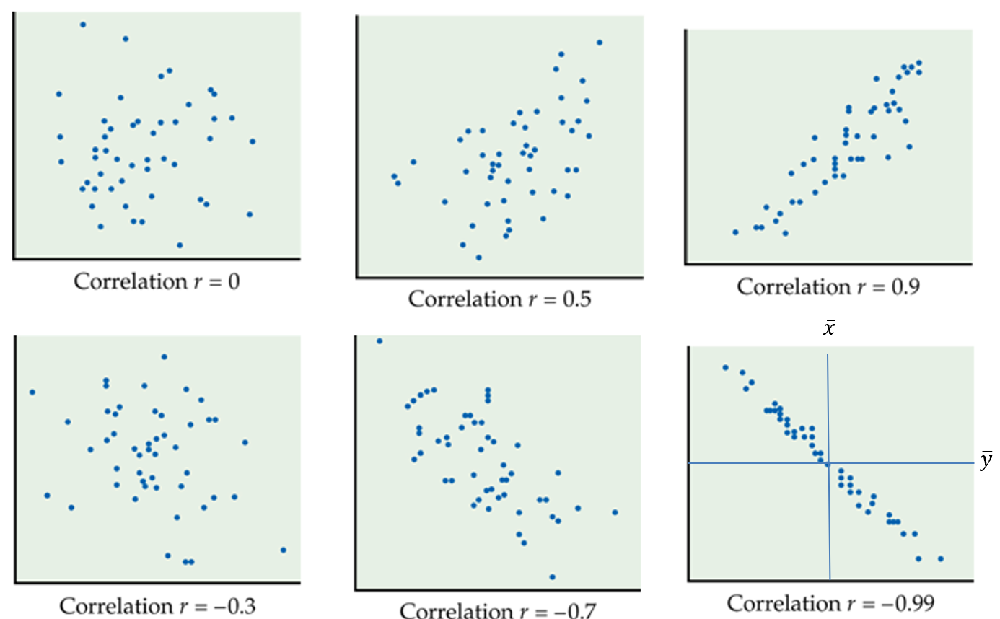 Correlation r = 0
Correlation r = 0.5
Correlation r = 0.9
x̄
ȳ
Correlation r = −0.3
Correlation r = −0.7
Correlation r = −0.99